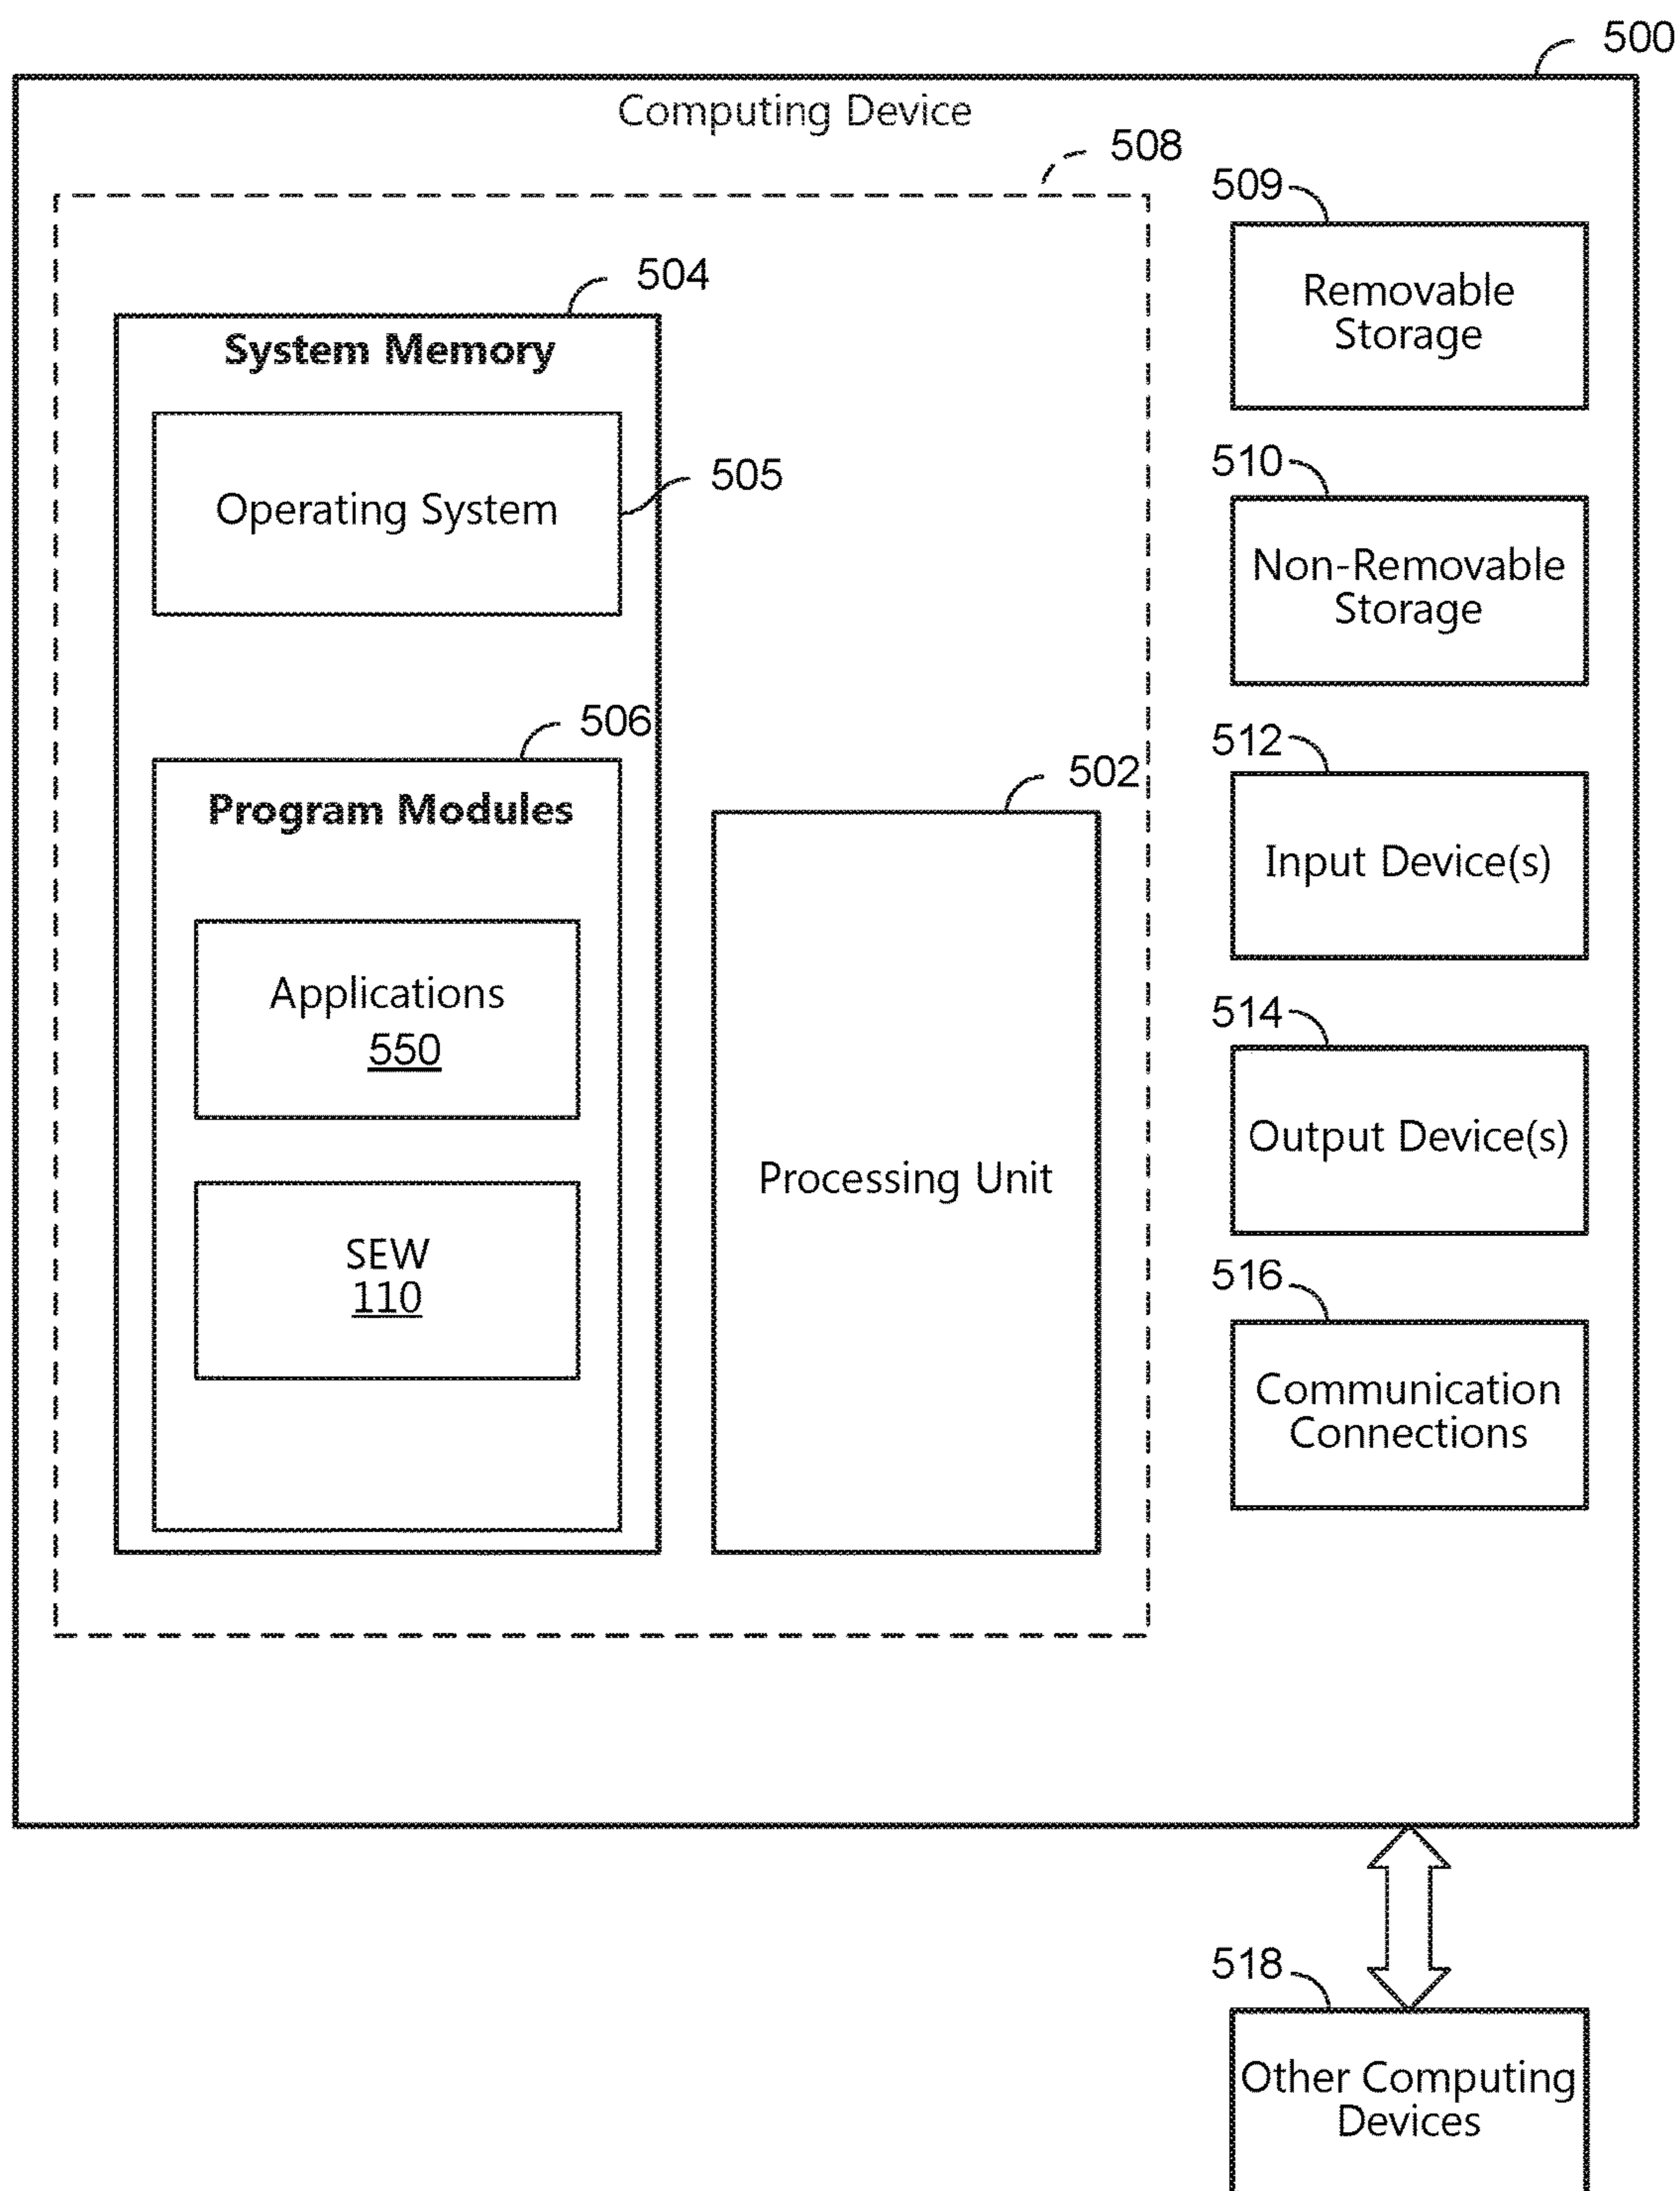 500
Computing Device
508
509
Removable
Storage
504
System Memory
Operating System
505
510
Non-Removable
Storage
506
Program Modules
502
512
Input Device(s)
Applications
550
514
Output Device(s)
Processing Unit
SEW
110
516
Communication
Connections
518
Other Computing
Devices